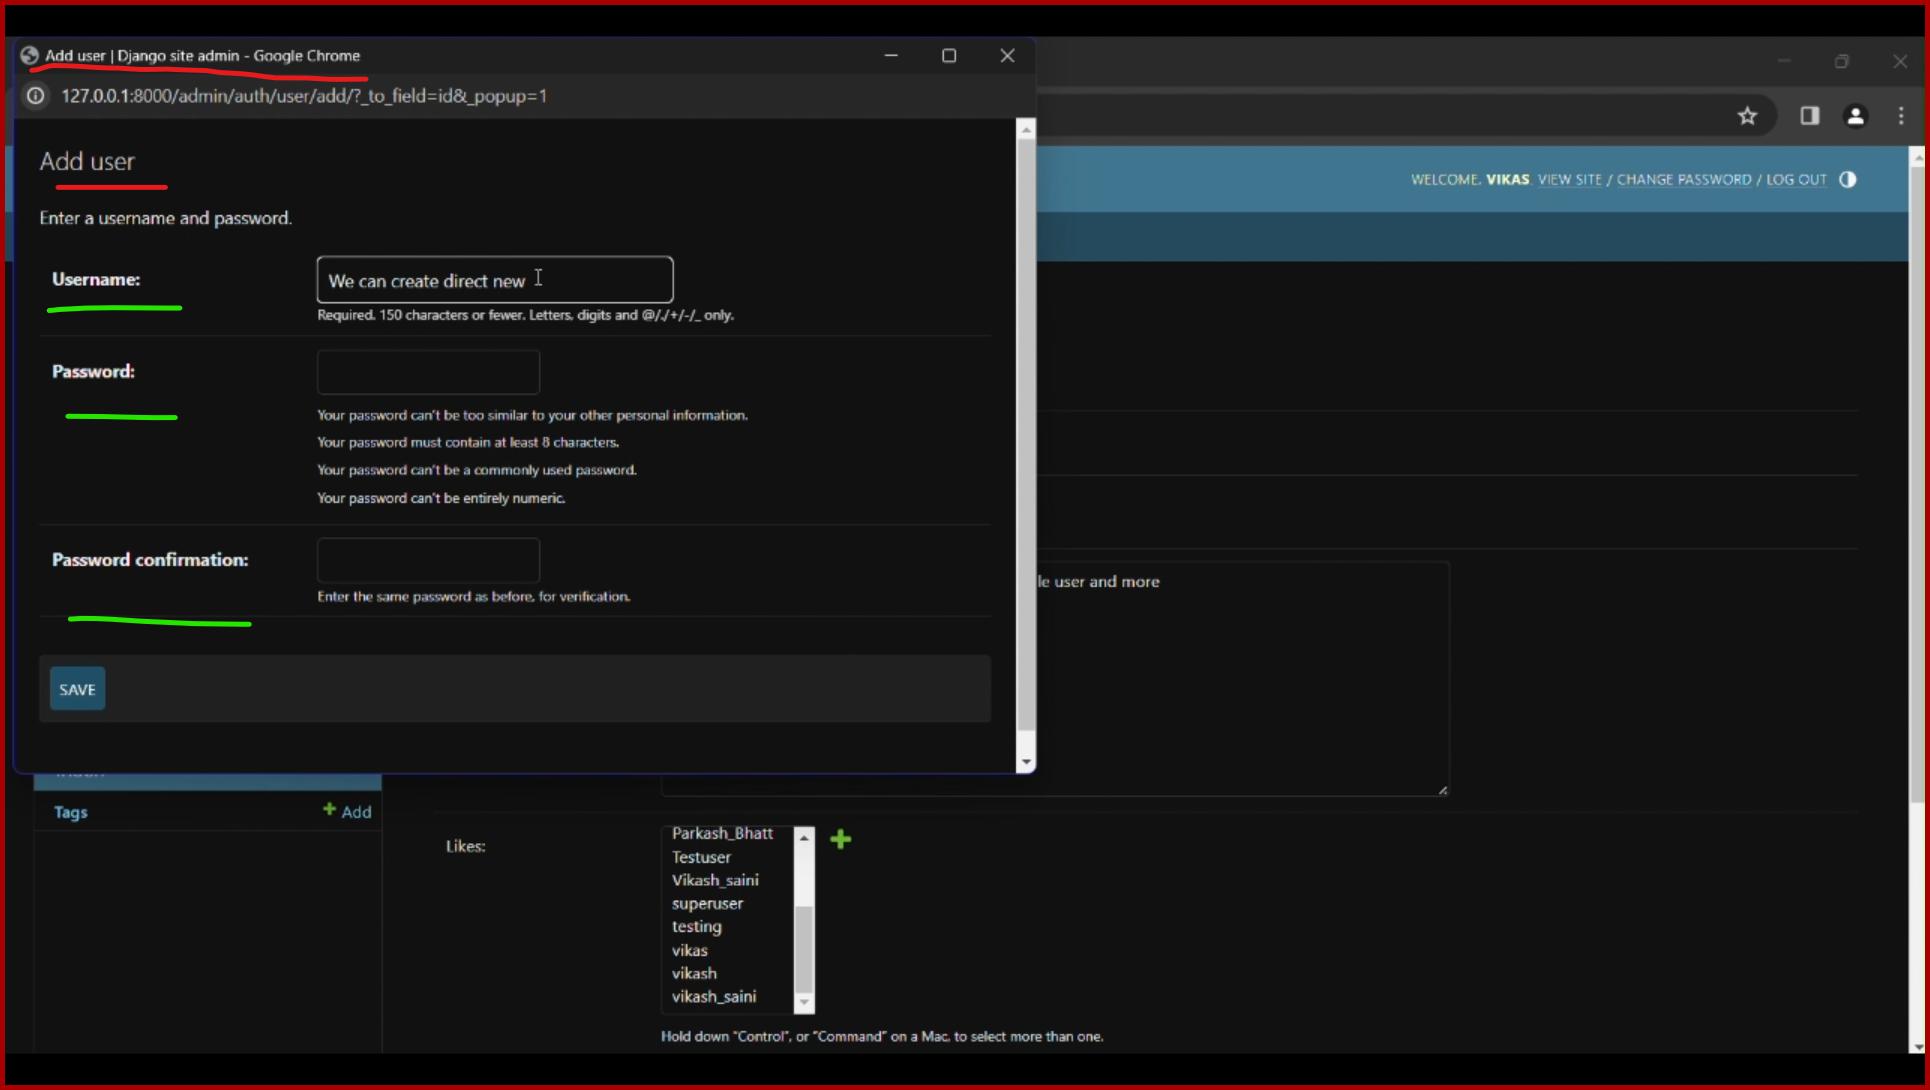 Add user | Django site admin - Google Chrome
127.0.0.1:8000/admin/auth/user/add/?_to_field=id&_popup=1
WELCOME, VIKAS. VIEW SITE / CHANGE PASSWORD / LOG OUT
Add user
Enter a username and password.
Username:
We can create direct new
Required. 150 characters or fewer. Letters, digits and @/./+/-/_ only.
Password:
Your password can't be too similar to your other personal information.
Your password must contain at least 8 characters.
Your password can't be a commonly used password.
Your password can't be entirely numeric.
Password confirmation:
Enter the same password as before, for verification.
user and more
SAVE
Tags
+ Add
Likes:
Parkash_Bhatt
Testuser
Vikash_saini
superuser
testing
vikas
vikash
vikash_saini
Hold down "Control", or "Command" on a Mac, to select more than one.